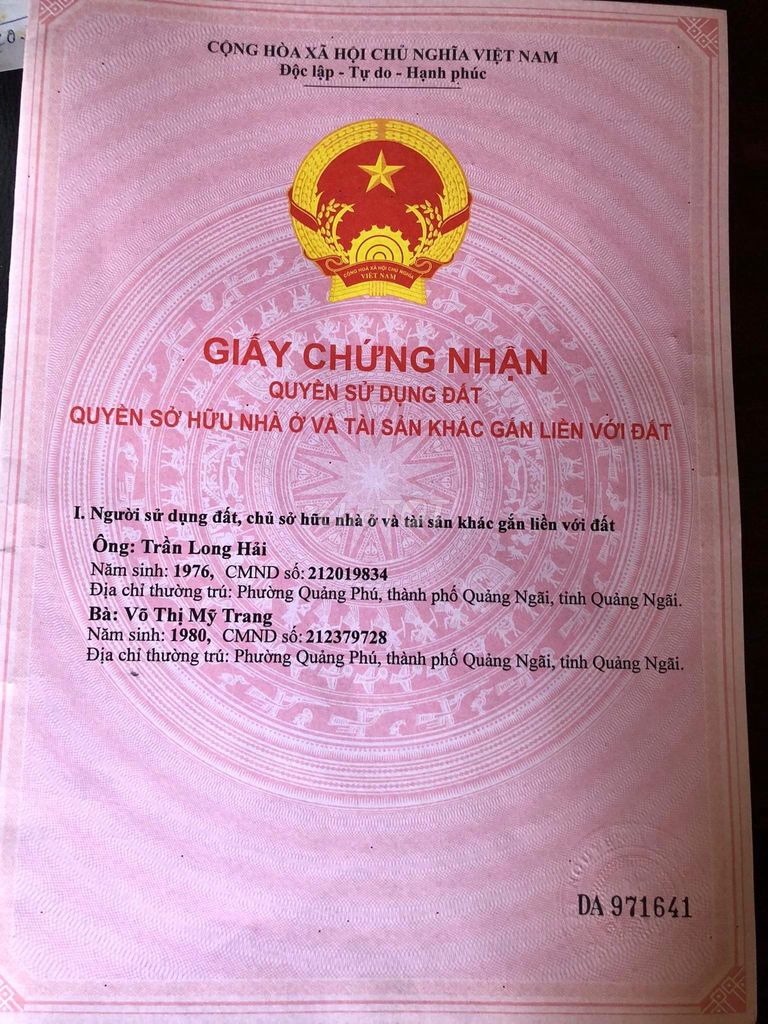 CỘNG HÒA XÃ HỘI CHỦ NGHĨA VIỆT NAM
Độc lập - Tự do - Hạnh phúc
CỘNG HOÀ XÃ HỘI CHỦ NGHĨA
VIỆT NAM
GIẤY CHỨNG NHẬN
QUYỀN SỬ DỤNG ĐẤT
QUYỀN SỞ HỮU NHÀ Ở VÀ TÀI SẢN KHÁC GẮN LIỀN VỚI ĐẤT
I. Người sử dụng đất, chủ sở hữu nhà ở và tài sản khác gắn liền với đất
Ông: Trần Long Hải
Năm sinh: 1976, CMND số: 212019834
Địa chỉ thường trú: Phường Quảng Phú, thành phố Quảng Ngãi, tỉnh Quảng Ngãi.
Bà: Võ Thị Mỹ Trang
Năm sinh: 1980, CMND số: 212379728
Địa chỉ thường trú: Phường Quảng Phú, thành phố Quảng Ngãi, tỉnh Quảng Ngãi.
DA 971641